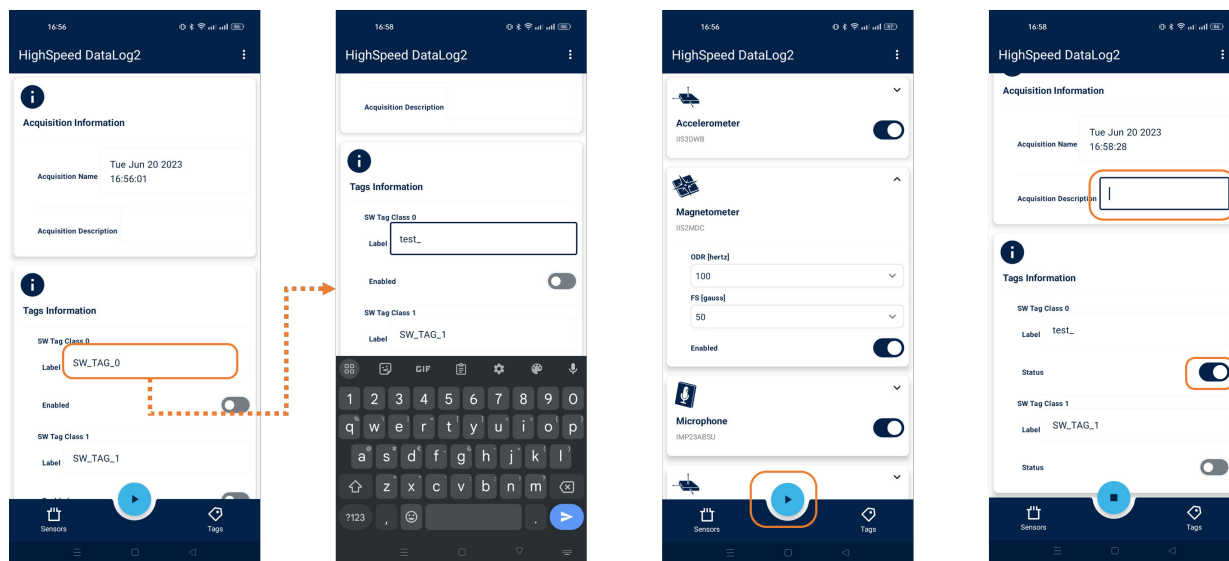 16:56
86
HighSpeed DataLog2
Acquisition Information
Acquisition Name
Tue Jun 20 2023
16:56:01
Acquisition Description
Tags Information
SW Tag Class 0
Label
SW_TAG_0
Enabled
SW Tag Class 1
Label
SW_TAG_1
Sensors
Tags
16:58
86
HighSpeed DataLog2
Acquisition Description
Tags Information
SW Tag Class 0
Label
test_
Enabled
SW Tag Class 1
Label
SW_TAG_1
GIF
1 2 3 4 5 6 7 8 9 0
q w e r t y u i o p
a s d f g h j k l
z x c v b n m
?123 , .
16:56
87
HighSpeed DataLog2
Accelerometer
IIS3DWB
Magnetometer
IIS2MDC
ODR [hertz]
100
FS [gauss]
50
Enabled
Microphone
IMP23ABSU
Sensors
Tags
16:58
86
HighSpeed DataLog2
Acquisition Information
Acquisition Name
Tue Jun 20 2023
16:58:28
Acquisition Description
Tags Information
SW Tag Class 0
Label
test_
Status
SW Tag Class 1
Label
SW_TAG_1
Status
Sensors
Tags